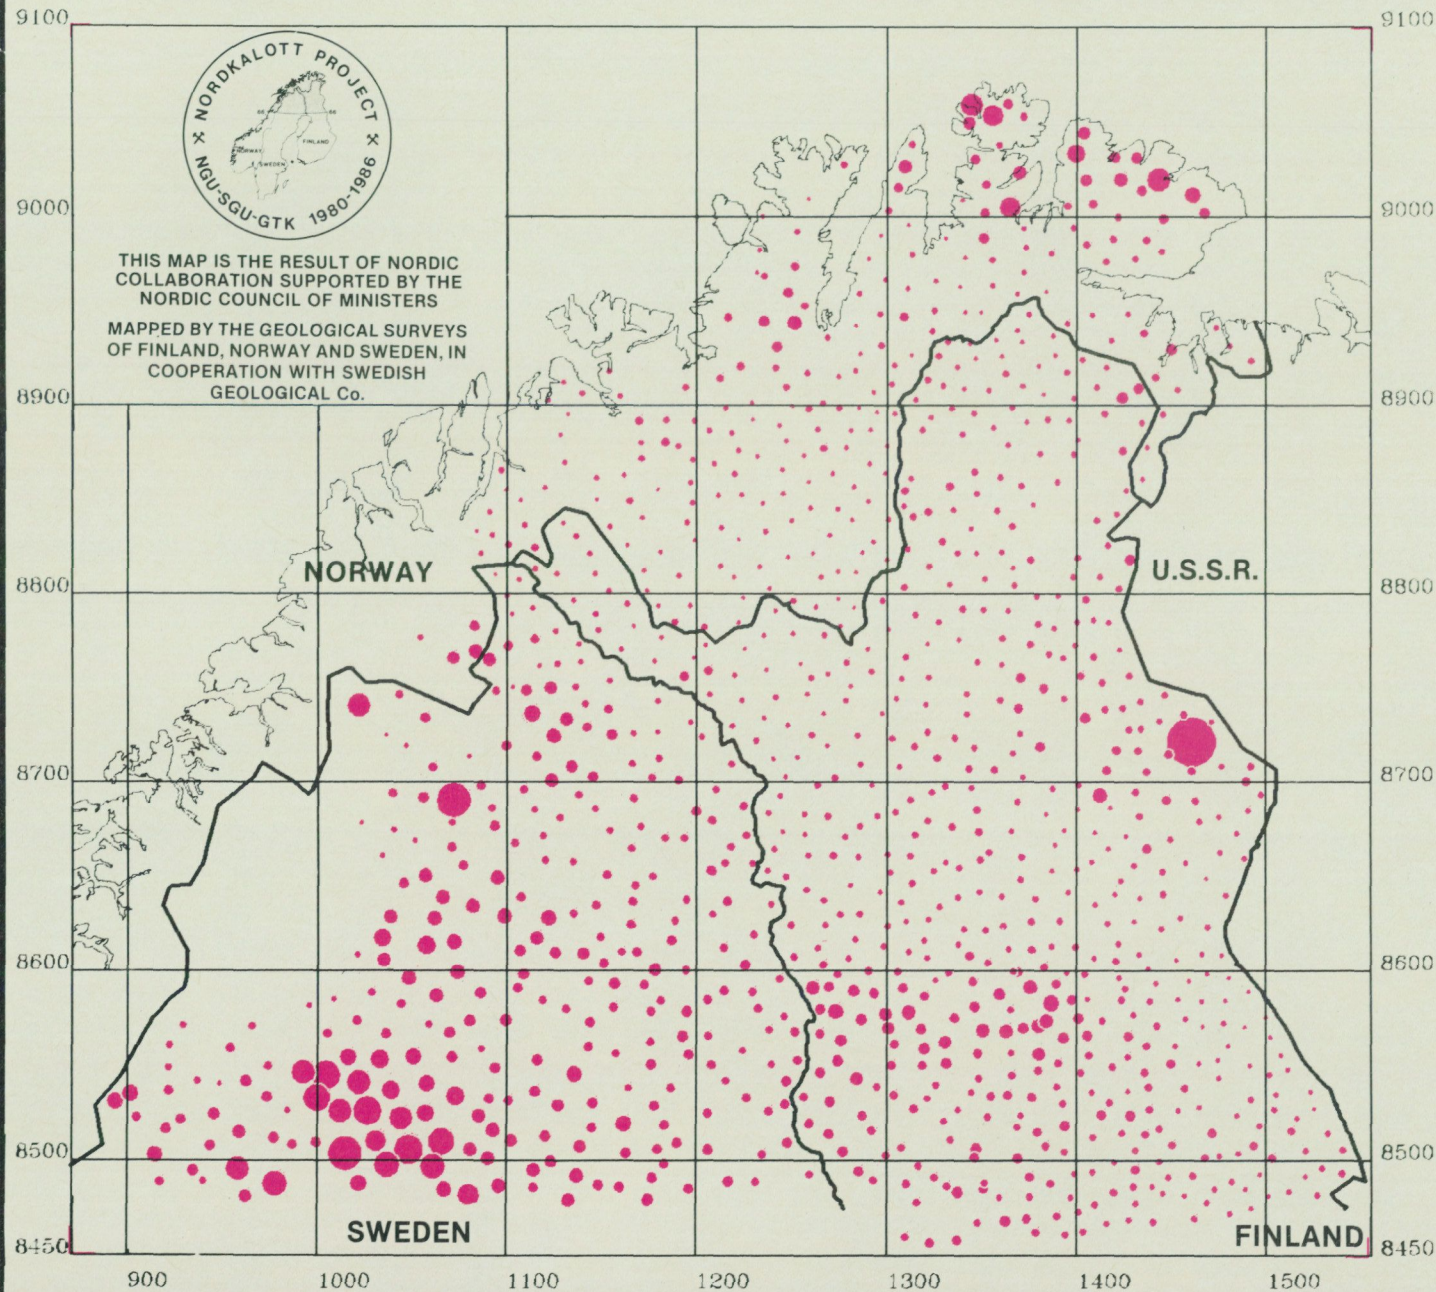 9100
9100
NORDKALOTT PROJECT
NORWAY
FINLAND
SWEDEN
NGU-SGU-GTK 1980-1986
THIS MAP IS THE RESULT OF NORDIC
COLLABORATION SUPPORTED BY THE
NORDIC COUNCIL OF MINISTERS
MAPPED BY THE GEOLOGICAL SURVEYS
OF FINLAND, NORWAY AND SWEDEN, IN
COOPERATION WITH SWEDISH
GEOLOGICAL Co.
9000
9000
8900
8900
NORWAY
U.S.S.R.
8800
8800
8700
8700
8600
8600
8500
8500
SWEDEN
FINLAND
8450
8450
900 1000 1100 1200 1300 1400 1500